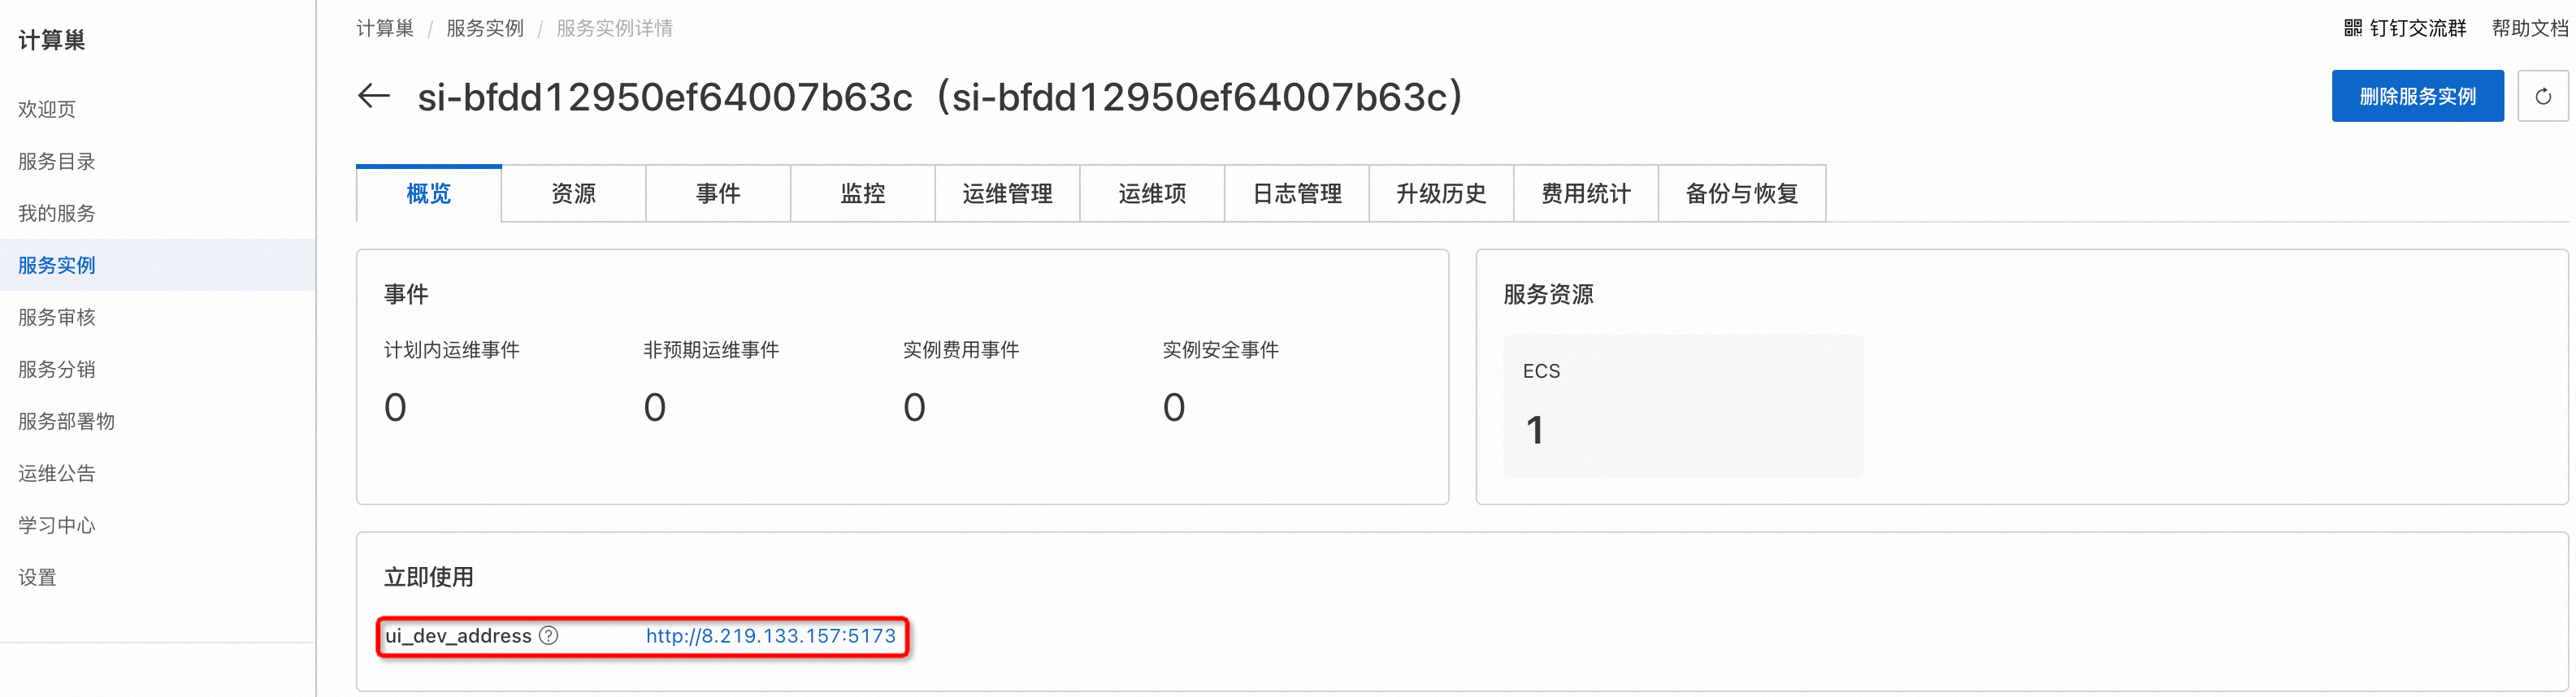 计算巢
欢迎页
服务目录
我的服务
服务实例
服务审核
服务分销
服务部署物
运维公告
学习中心
设置
计算巢 / 服务实例 / 服务实例详情
钉钉交流群 帮助文档
si-bfdd12950ef64007b63c（si-bfdd12950ef64007b63c）
删除服务实例
概览 资源 事件 监控 运维管理 运维项 日志管理 升级历史 费用统计 备份与恢复
事件
计划内运维事件 非预期运维事件 实例费用事件 实例安全事件
0 0 0 0
服务资源
ECS
1
立即使用
ui_dev_address ? http://8.219.133.157:5173